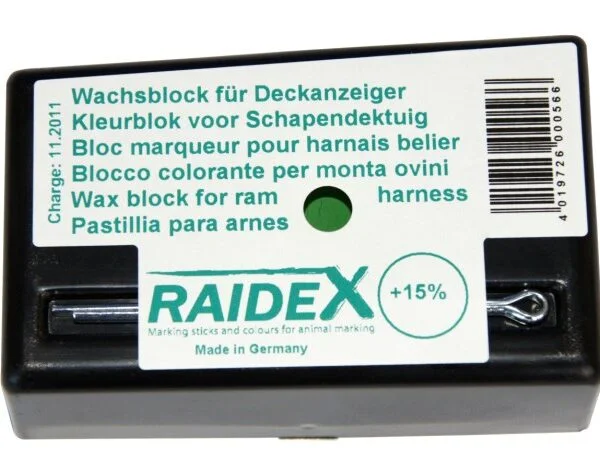 Wachsblock für Deckanzeiger
Kleurblok voor Schapendektuig
Bloc marqueur pour harnais belier
Blocco colorante per monta ovini
Wax block for ram harness
Pastillia para arnes
Charge: 11.2011
4 019726 000566
RAIDEX
+15%
Marking sticks and colours for animal marking
Made in Germany